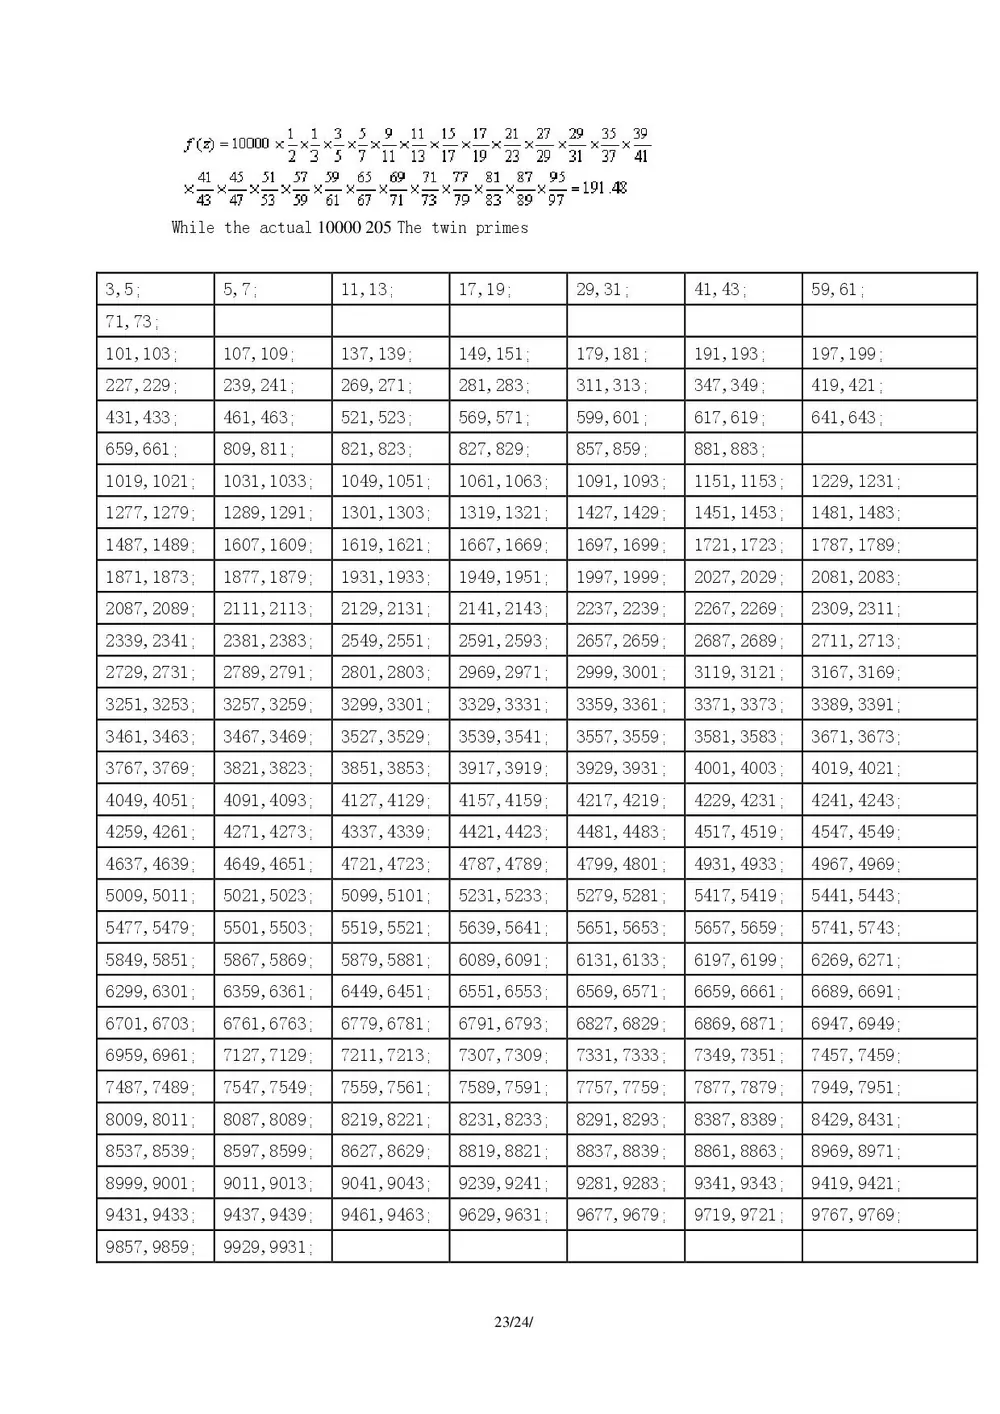 f(z)=10000×1/2×1/3×3/5×5/7×9/11×11/13×15/17×17/19×21/23×27/29×29/31×35/37×39/41
×41/43×45/47×51/53×57/59×59/61×65/67×69/71×71/73×77/79×81/83×87/89×95/97=191.48
While the actual 10000 205 The twin primes
3,5; 5,7; 11,13; 17,19; 29,31; 41,43; 59,61;
71,73;
101,103; 107,109; 137,139; 149,151; 179,181; 191,193; 197,199;
227,229; 239,241; 269,271; 281,283; 311,313; 347,349; 419,421;
431,433; 461,463; 521,523; 569,571; 599,601; 617,619; 641,643;
659,661; 809,811; 821,823; 827,829; 857,859; 881,883;
1019,1021; 1031,1033; 1049,1051; 1061,1063; 1091,1093; 1151,1153; 1229,1231;
1277,1279; 1289,1291; 1301,1303; 1319,1321; 1427,1429; 1451,1453; 1481,1483;
1487,1489; 1607,1609; 1619,1621; 1667,1669; 1697,1699; 1721,1723; 1787,1789;
1871,1873; 1877,1879; 1931,1933; 1949,1951; 1997,1999; 2027,2029; 2081,2083;
2087,2089; 2111,2113; 2129,2131; 2141,2143; 2237,2239; 2267,2269; 2309,2311;
2339,2341; 2381,2383; 2549,2551; 2591,2593; 2657,2659; 2687,2689; 2711,2713;
2729,2731; 2789,2791; 2801,2803; 2969,2971; 2999,3001; 3119,3121; 3167,3169;
3251,3253; 3257,3259; 3299,3301; 3329,3331; 3359,3361; 3371,3373; 3389,3391;
3461,3463; 3467,3469; 3527,3529; 3539,3541; 3557,3559; 3581,3583; 3671,3673;
3767,3769; 3821,3823; 3851,3853; 3917,3919; 3929,3931; 4001,4003; 4019,4021;
4049,4051; 4091,4093; 4127,4129; 4157,4159; 4217,4219; 4229,4231; 4241,4243;
4259,4261; 4271,4273; 4337,4339; 4421,4423; 4481,4483; 4517,4519; 4547,4549;
4637,4639; 4649,4651; 4721,4723; 4787,4789; 4799,4801; 4931,4933; 4967,4969;
5009,5011; 5021,5023; 5099,5101; 5231,5233; 5279,5281; 5417,5419; 5441,5443;
5477,5479; 5501,5503; 5519,5521; 5639,5641; 5651,5653; 5657,5659; 5741,5743;
5849,5851; 5867,5869; 5879,5881; 6089,6091; 6131,6133; 6197,6199; 6269,6271;
6299,6301; 6359,6361; 6449,6451; 6551,6553; 6569,6571; 6659,6661; 6689,6691;
6701,6703; 6761,6763; 6779,6781; 6791,6793; 6827,6829; 6869,6871; 6947,6949;
6959,6961; 7127,7129; 7211,7213; 7307,7309; 7331,7333; 7349,7351; 7457,7459;
7487,7489; 7547,7549; 7559,7561; 7589,7591; 7757,7759; 7877,7879; 7949,7951;
8009,8011; 8087,8089; 8219,8221; 8231,8233; 8291,8293; 8387,8389; 8429,8431;
8537,8539; 8597,8599; 8627,8629; 8819,8821; 8837,8839; 8861,8863; 8969,8971;
8999,9001; 9011,9013; 9041,9043; 9239,9241; 9281,9283; 9341,9343; 9419,9421;
9431,9433; 9437,9439; 9461,9463; 9629,9631; 9677,9679; 9719,9721; 9767,9769;
9857,9859; 9929,9931;
23/24/